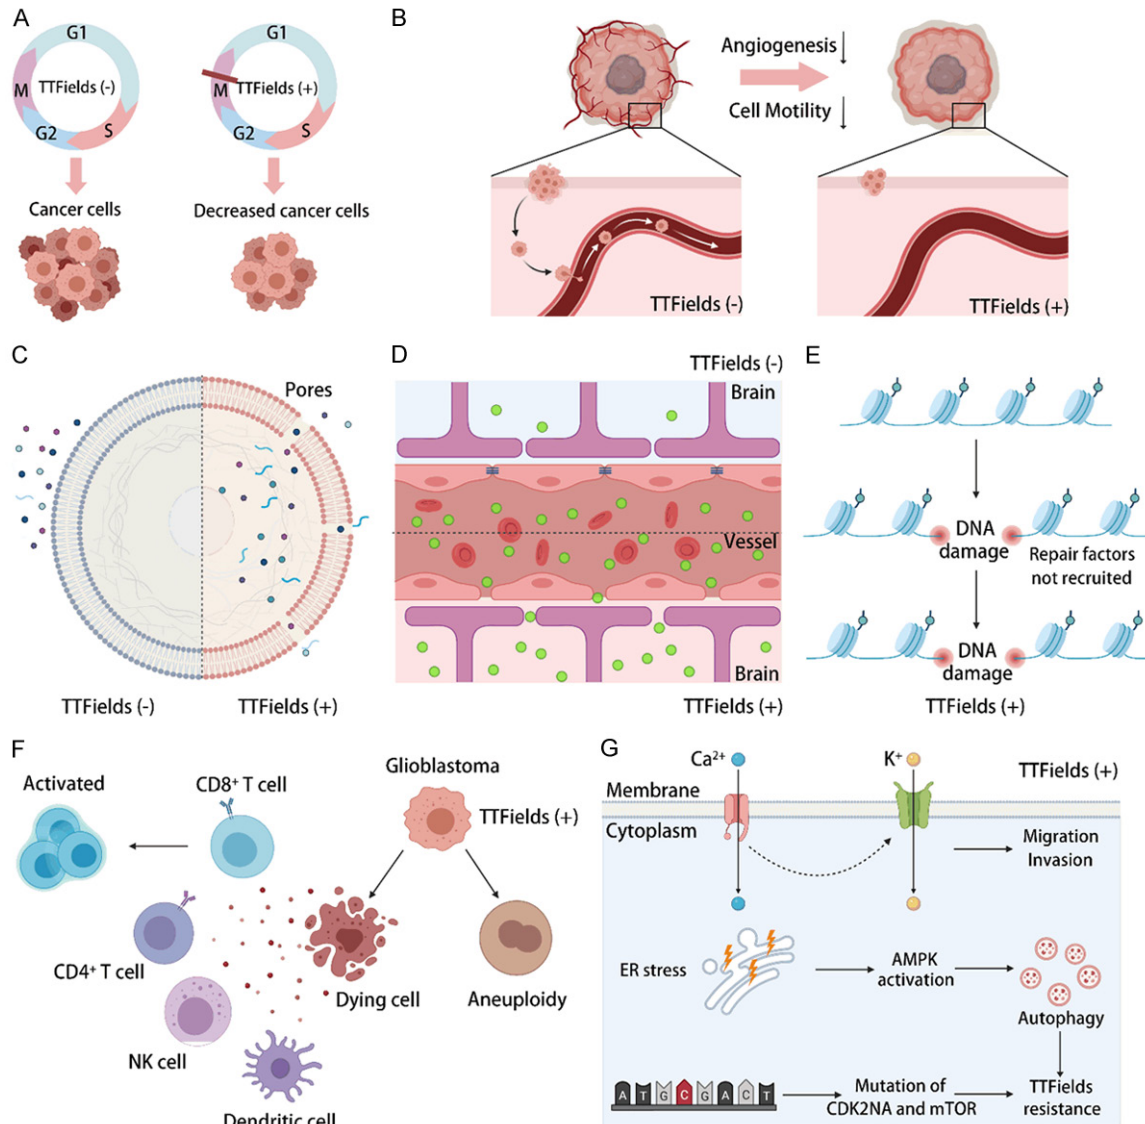 A
G1
M
TTFields (-)
G2
S
Cancer cells
G1
M
TTFields (+)
G2
S
Decreased cancer cells
B
Angiogenesis ↓
Cell Motility ↓
TTFields (-)
TTFields (+)
C
Pores
TTFields (-)
TTFields (+)
D
TTFields (-)
Brain
Vessel
Brain
TTFields (+)
E
DNA
damage
Repair factors
not recruited
DNA
damage
TTFields (+)
F
Activated
CD8⁺ T cell
Glioblastoma
TTFields (+)
CD4⁺ T cell
Dying cell
Aneuploidy
NK cell
Dendritic cell
G
Ca²⁺
K⁺
TTFields (+)
Membrane
Cytoplasm
Migration
Invasion
ER stress
AMPK
activation
Autophagy
A T G C G A C T
Mutation of
CDK2NA and mTOR
TTFields
resistance